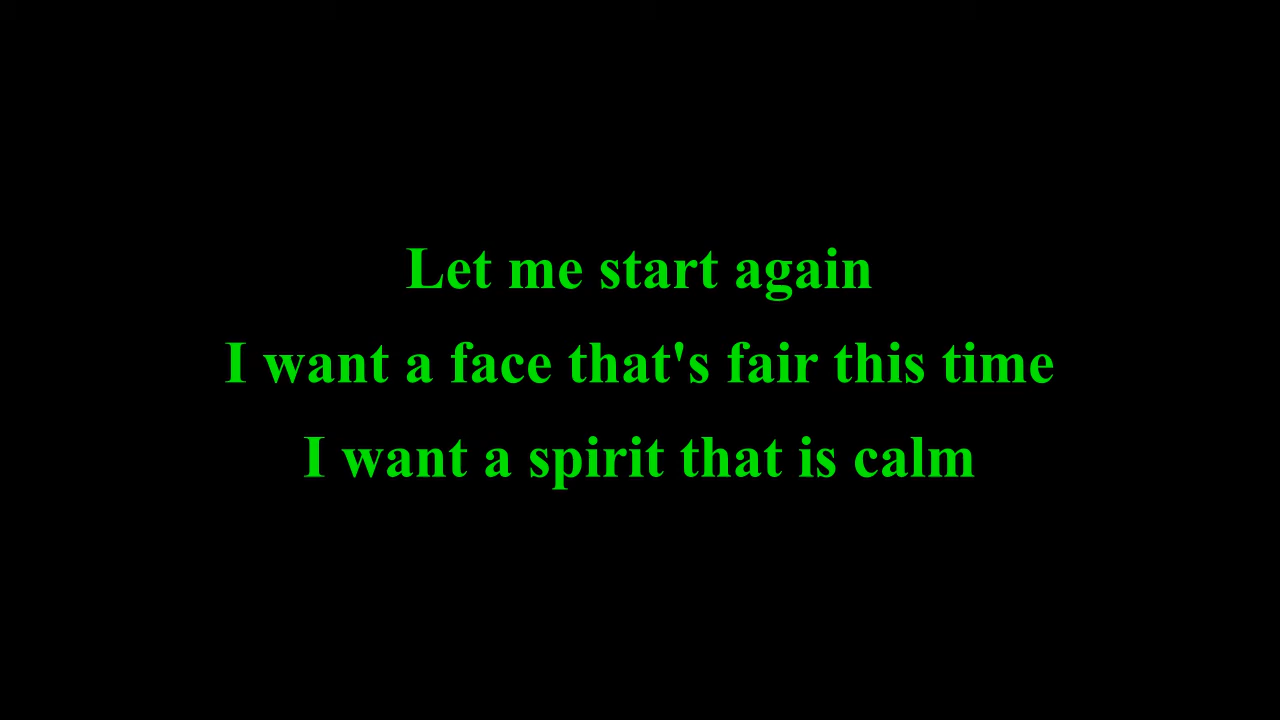 Let me start again
I want a face that's fair this time
I want a spirit that is calm